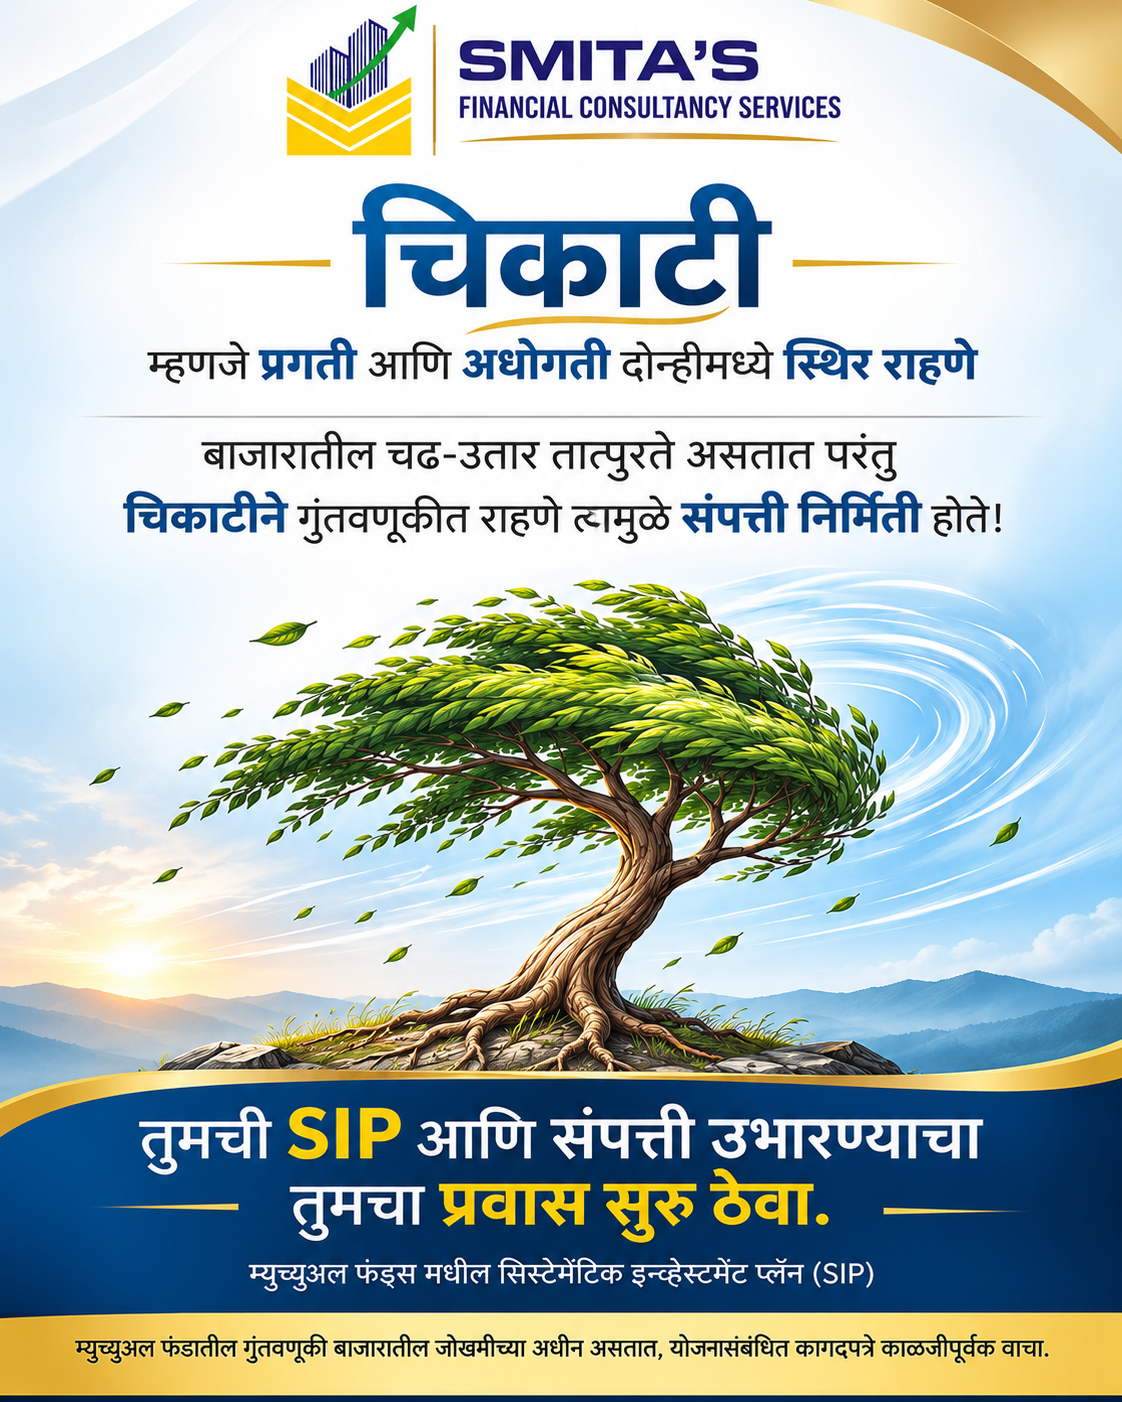 SMITA'S
FINANCIAL CONSULTANCY SERVICES
चिकाटी
म्हणजे प्रगती आणि अधोगती दोन्हीमध्ये स्थिर राहणे
बाजारातील चढ-उतार तात्पुरते असतात परंतु
चिकाटीने गुंतवणूकीत राहणे त्यामुळे संपत्ती निर्मिती होते!
तुमची SIP आणि संपत्ती उभारण्याचा
तुमचा प्रवास सुरु ठेवा.
म्युच्युअल फंड्स मधील सिस्टेमेंटिक इन्व्हेस्टमेंट प्लॅन (SIP)
म्युच्युअल फंडातील गुंतवणूकी बाजारातील जोखमीच्या अधीन असतात, योजनासंबंधित कागदपत्रे काळजीपूर्वक वाचा.